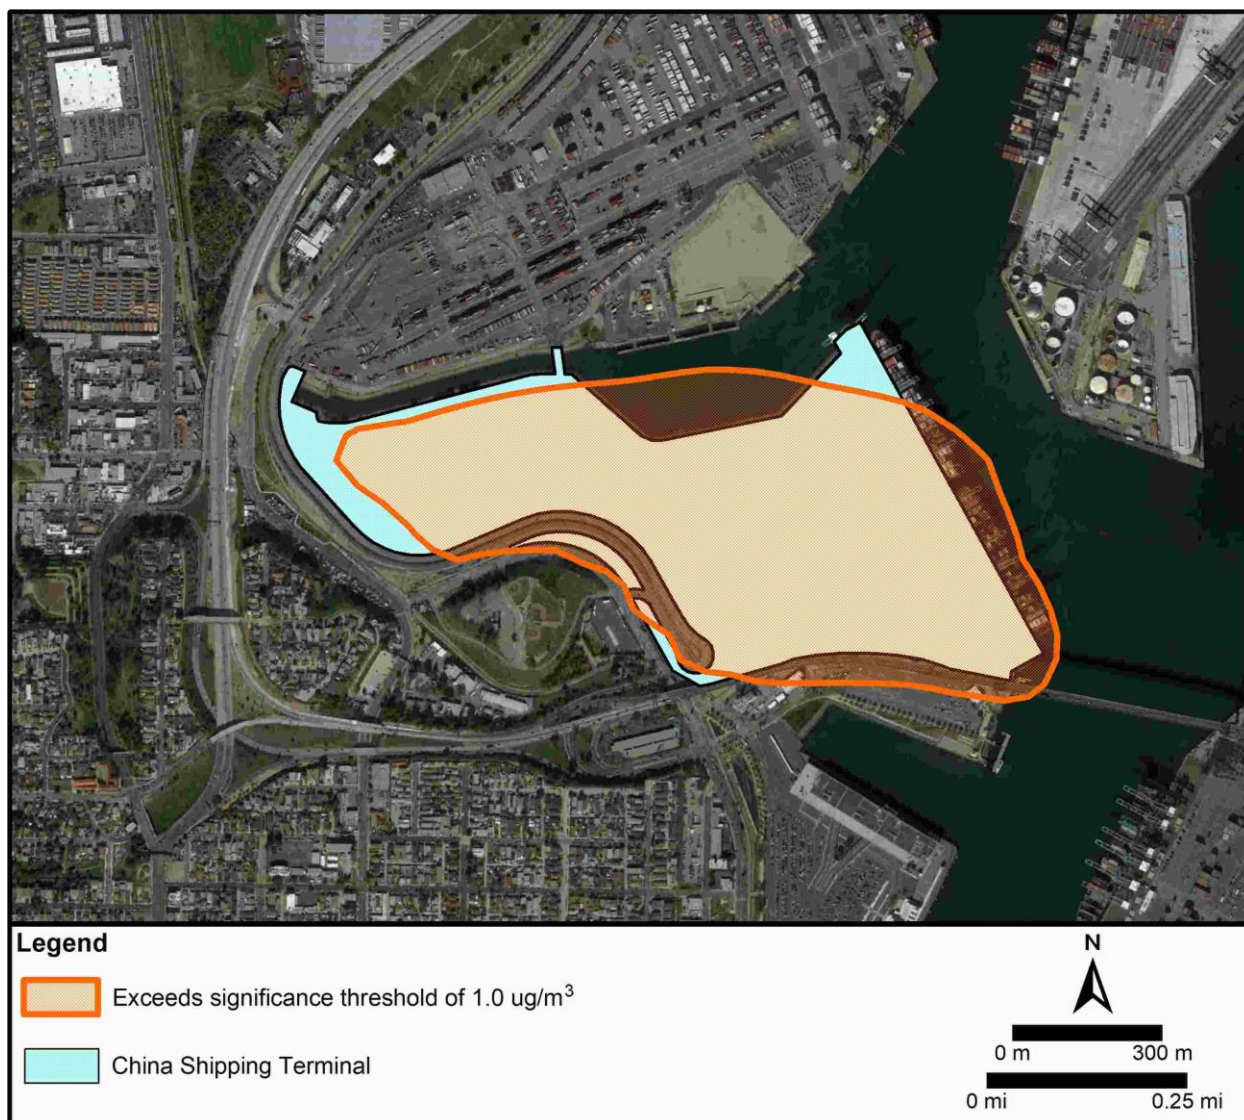 Legend
Exceeds significance threshold of 1.0 ug/m³
China Shipping Terminal
N
0 m 300 m
0 mi 0.25 mi